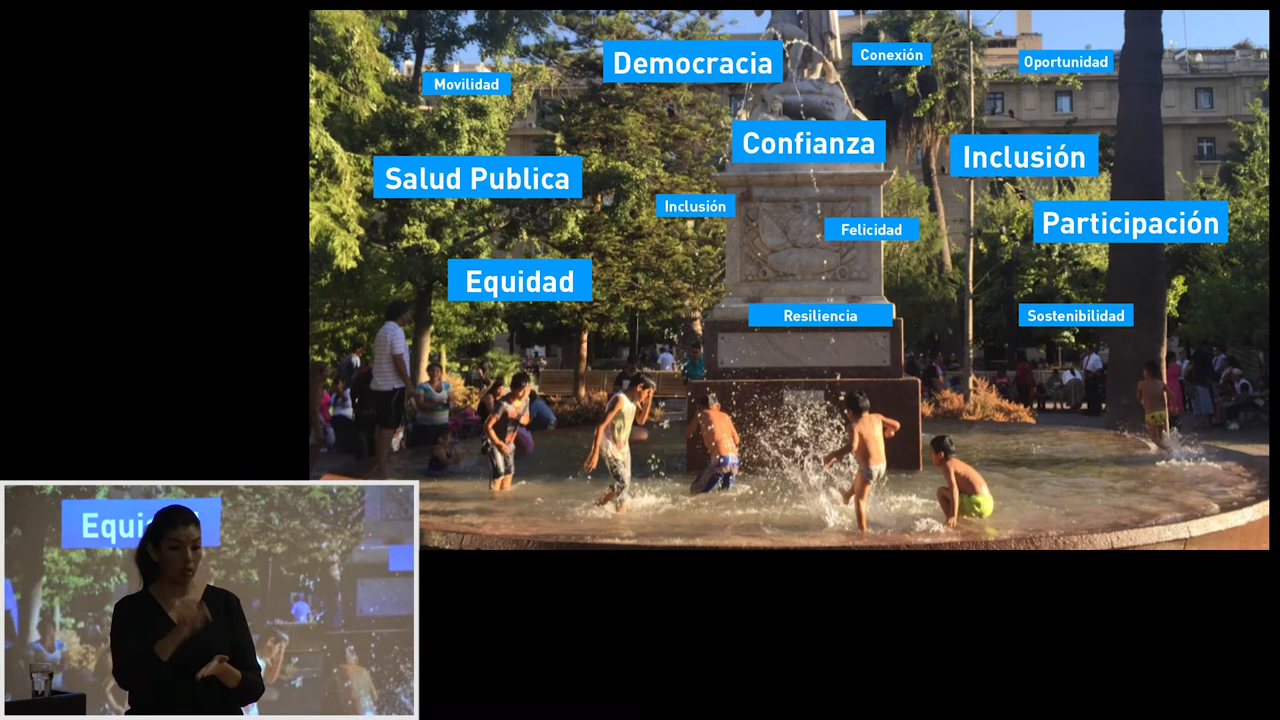 Democracia
Conexión
Oportunidad
Movilidad
Confianza
Inclusión
Salud Publica
Inclusión
Felicidad
Participación
Equidad
Resiliencia
Sostenibilidad